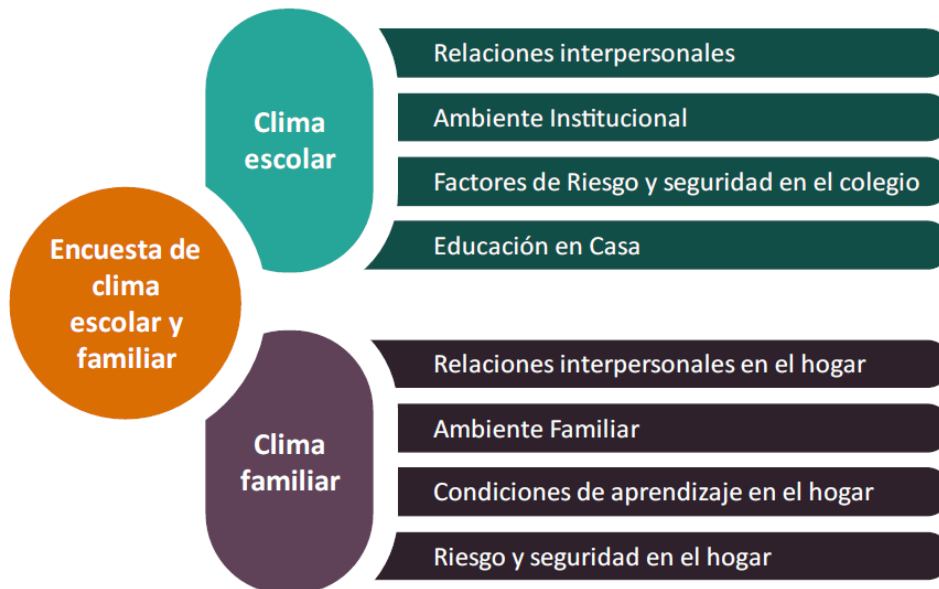 Encuesta de
clima
escolar y
familiar
Clima
escolar
Relaciones interpersonales
Ambiente Institucional
Factores de Riesgo y seguridad en el colegio
Educación en Casa
Clima
familiar
Relaciones interpersonales en el hogar
Ambiente Familiar
Condiciones de aprendizaje en el hogar
Riesgo y seguridad en el hogar